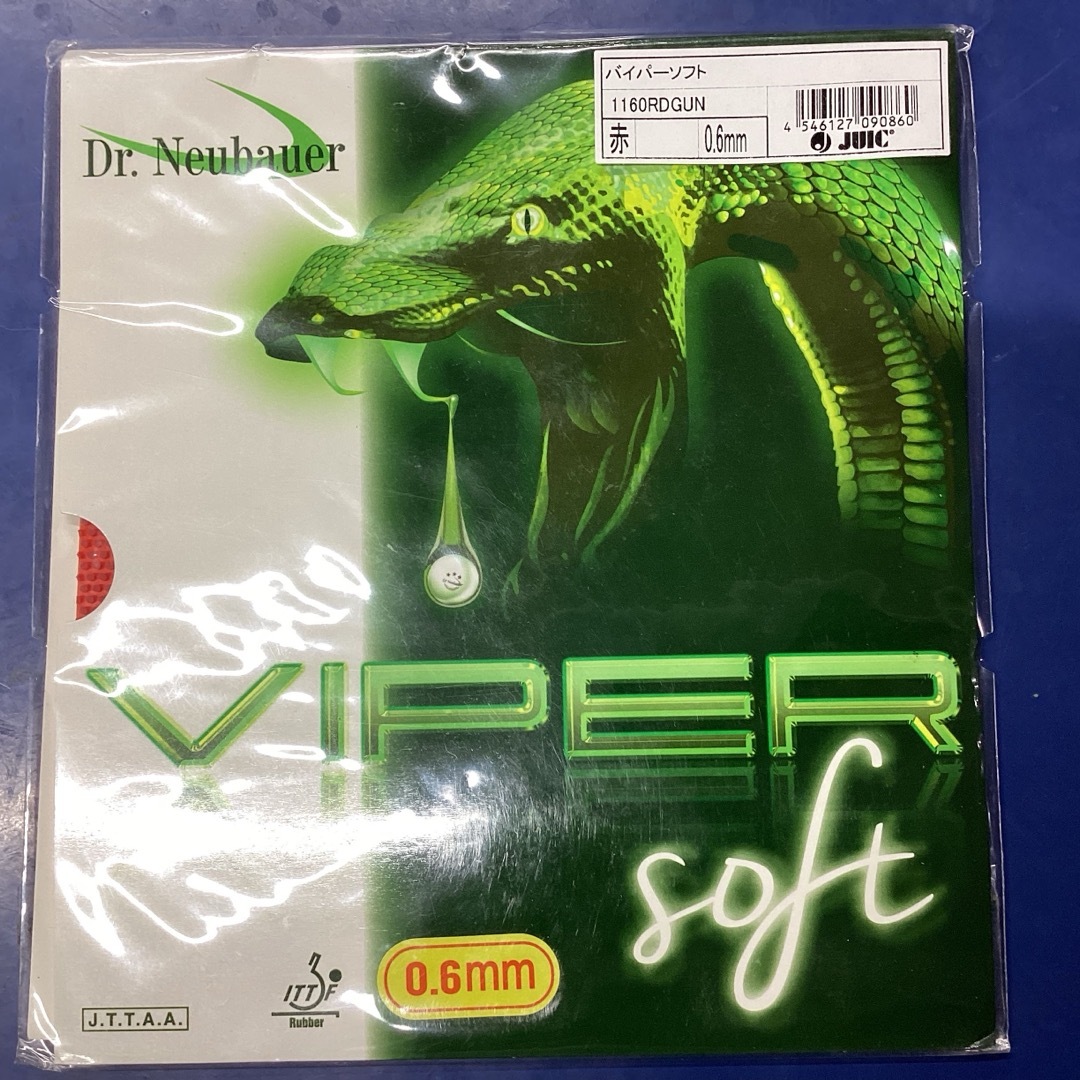 Dr. Neubauer
バイパーソフト
1160RDGUN
赤 0.6mm
4 546127 090860
JUIC®
VIPER
soft
0.6mm
ITTF
Rubber
J.T.T.A.A.